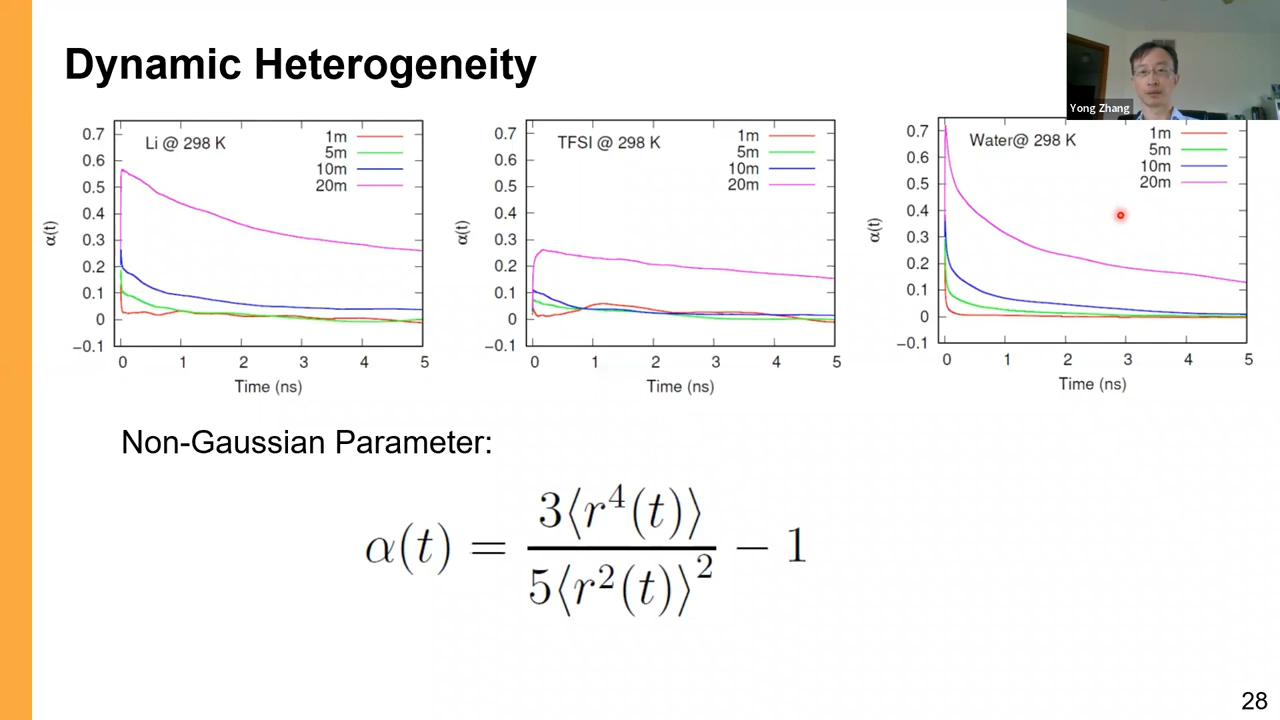 Dynamic Heterogeneity
Yong Zhang
Li @ 298 K
1m
5m
10m
20m
0.7
0.6
0.5
0.4
0.3
0.2
0.1
0
−0.1
α(t)
0 1 2 3 4 5
Time (ns)
TFSI @ 298 K
1m
5m
10m
20m
0.7
0.6
0.5
0.4
0.3
0.2
0.1
0
−0.1
α(t)
0 1 2 3 4 5
Time (ns)
Water@ 298 K
1m
5m
10m
20m
0.7
0.6
0.5
0.4
0.3
0.2
0.1
0
−0.1
α(t)
0 1 2 3 4 5
Time (ns)
Non-Gaussian Parameter:
α(t) = 3⟨r⁴(t)⟩ / 5⟨r²(t)⟩² − 1
28